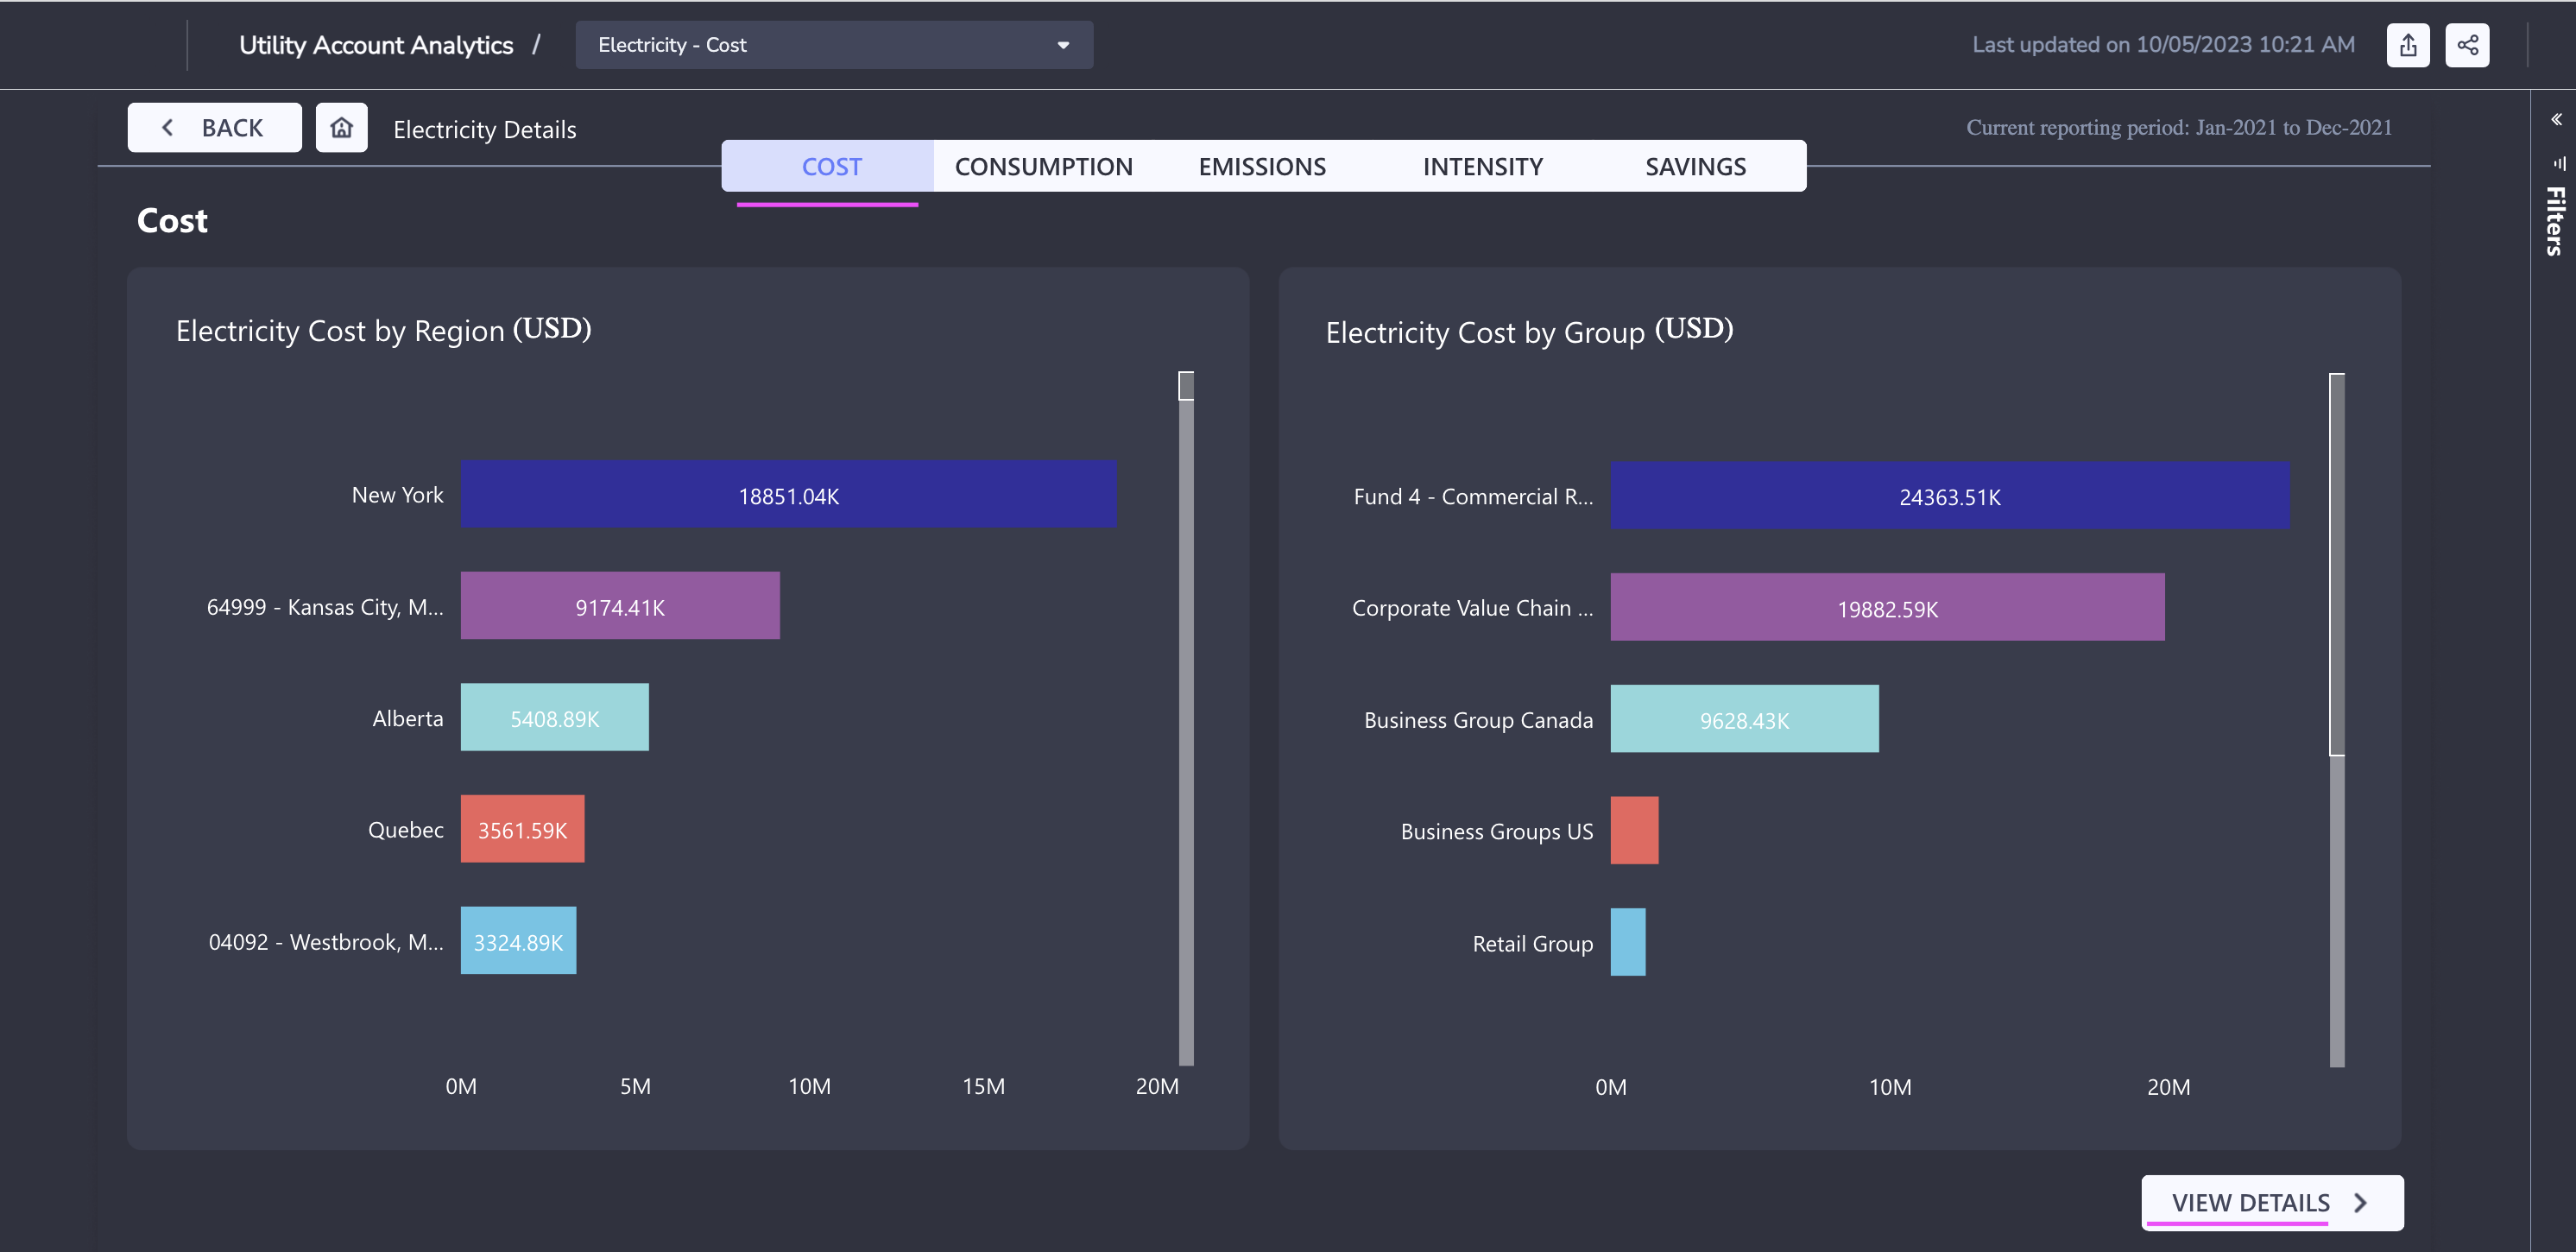 Utility Account Analytics / Electricity - Cost Last updated on 10/05/2023 10:21 AM
BACK Electricity Details Current reporting period: Jan-2021 to Dec-2021
COST CONSUMPTION EMISSIONS INTENSITY SAVINGS
Filters
Cost
Electricity Cost by Region (USD)
New York 18851.04K
64999 - Kansas City, M... 9174.41K
Alberta 5408.89K
Quebec 3561.59K
04092 - Westbrook, M... 3324.89K
0M 5M 10M 15M 20M
Electricity Cost by Group (USD)
Fund 4 - Commercial R... 24363.51K
Corporate Value Chain ... 19882.59K
Business Group Canada 9628.43K
Business Groups US
Retail Group
0M 10M 20M
VIEW DETAILS